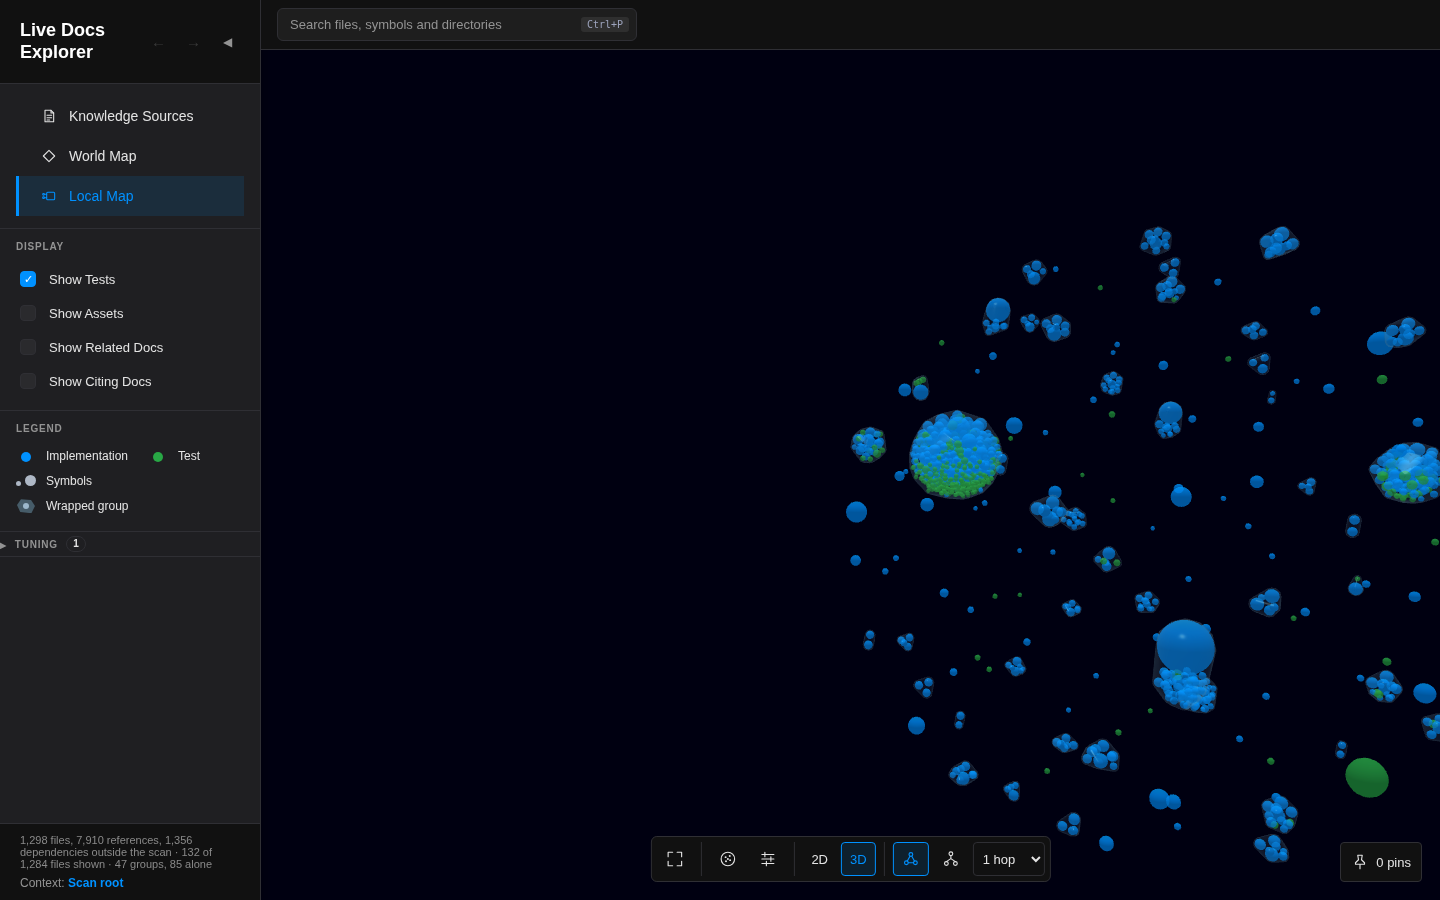 Live Docs
Explorer
Search files, symbols and directories
Ctrl+P
Knowledge Sources
World Map
Local Map
DISPLAY
Show Tests
Show Assets
Show Related Docs
Show Citing Docs
LEGEND
Implementation
Test
Symbols
Wrapped group
TUNING 1
1,298 files, 7,910 references, 1,356
dependencies outside the scan · 132 of
1,284 files shown · 47 groups, 85 alone
Context: Scan root
2D
3D
1 hop
0 pins